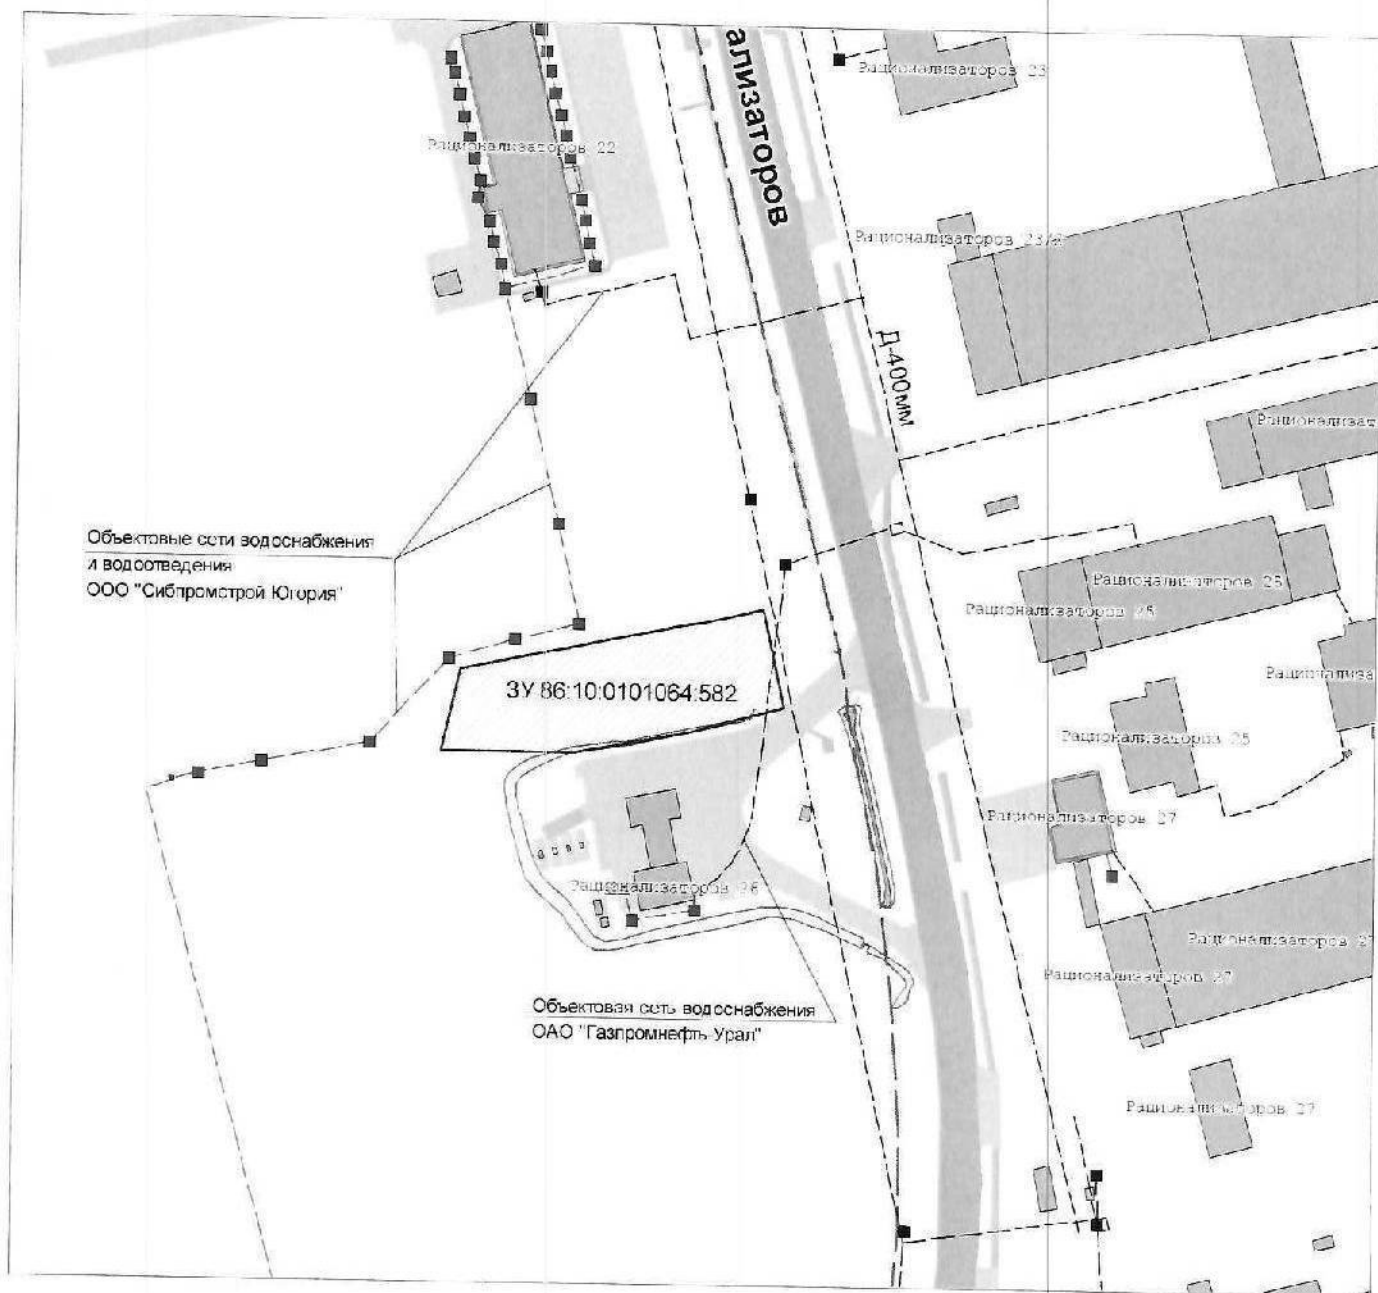 ализаторов
Рационализаторов 23
Рационализаторов 22
Рационализаторов 23/2
Д-400мм
Рационализат
Объектовые сети водоснабжения
и водоотведения
ООО "Сибпромстрой Югория"
Рационализаторов 25
Рационализаторов 25
Рационализа
ЗУ 86:10:0101064:582
Рационализаторов 25
Рационализаторов 27
Рационализаторов 26
Рационализаторов 27
Рационализаторов 27
Объектовая сеть водоснабжения
ОАО "Газпромнефть-Урал"
Рационализаторов 27